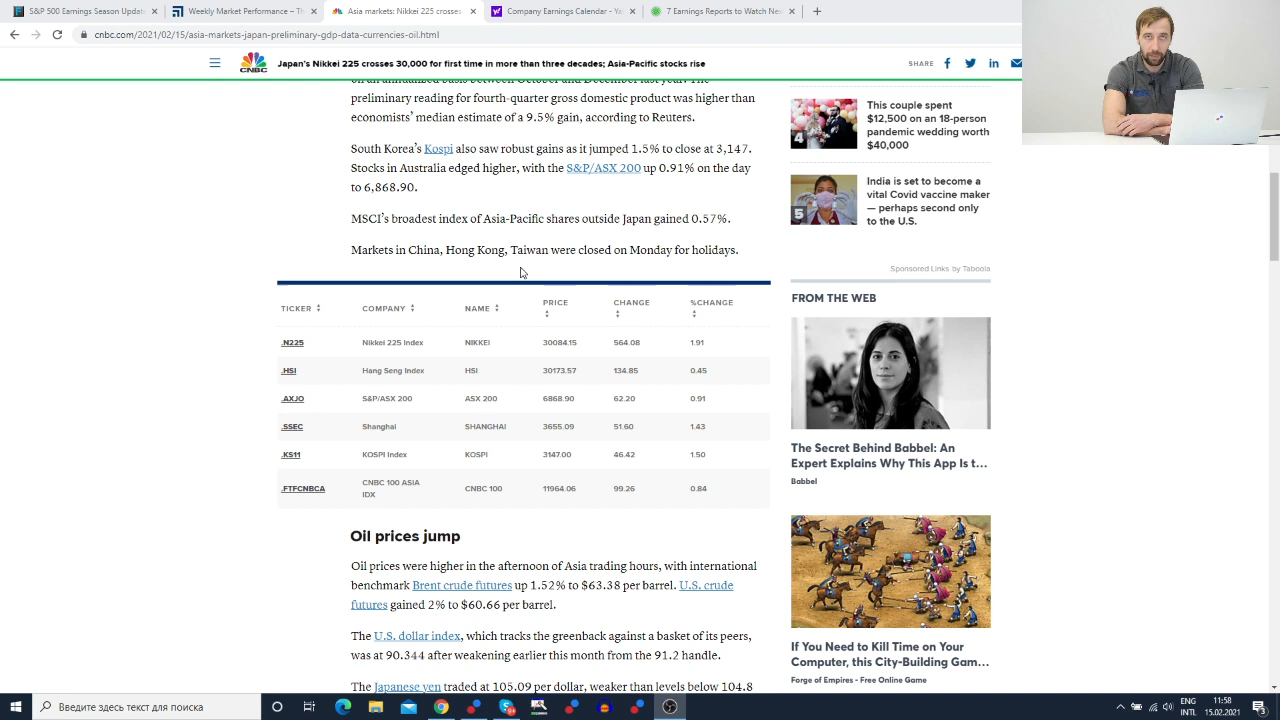 Weekly Market Performance -
Nikkei 225 crosses
Company Earnings Calendar - Ya
7 Earnings Reports to Watch Ne
cnbc.com/2021/02/15/asia-markets-japan-preliminary-gdp-data-currencies-oil.html
CNBC
Japan's Nikkei 225 crosses 30,000 for first time in more than three decades; Asia-Pacific stocks rise
SHARE
on an annualized basis between October and December last year. The
preliminary reading for fourth-quarter gross domestic product was higher than
economists' median estimate of a 9.5% gain, according to Reuters.
South Korea's Kospi also saw robust gains as it jumped 1.5% to close at 3,147.
Stocks in Australia edged higher, with the S&P/ASX 200 up 0.91% on the day
to 6,868.90.
MSCI's broadest index of Asia-Pacific shares outside Japan gained 0.57%.
Markets in China, Hong Kong, Taiwan were closed on Monday for holidays.
TICKER COMPANY NAME PRICE CHANGE %CHANGE
.N225 Nikkei 225 Index NIKKEI 30084.15 564.08 1.91
.HSI Hang Seng Index HSI 30173.57 134.85 0.45
.AXJO S&P/ASX 200 ASX 200 6868.90 62.20 0.91
.SSEC Shanghai SHANGHAI 3655.09 51.60 1.43
.KS11 KOSPI Index KOSPI 3147.00 46.42 1.50
.FTFCNBCA CNBC 100 ASIA IDX CNBC 100 11964.06 99.26 0.84
Oil prices jump
Oil prices were higher in the afternoon of Asia trading hours, with international
benchmark Brent crude futures up 1.52% to $63.38 per barrel. U.S. crude
futures gained 2% to $60.66 per barrel.
The U.S. dollar index, which tracks the greenback against a basket of its peers,
was at 90.344 after weakening earlier this month from around the 91.2 handle.
The Japanese yen traded at 105.09 per dollar, weaker than levels below 104.8
4
This couple spent
$12,500 on an 18-person
pandemic wedding worth
$40,000
5
India is set to become a
vital Covid vaccine maker
— perhaps second only
to the U.S.
Sponsored Links by Taboola
FROM THE WEB
The Secret Behind Babbel: An
Expert Explains Why This App Is t...
Babbel
If You Need to Kill Time on Your
Computer, this City-Building Gam...
Forge of Empires - Free Online Game
Введите здесь текст для поиска
ENG
INTL
11:58
15.02.2021